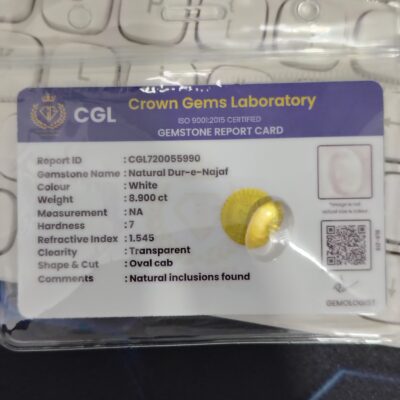 CGL
Crown Gems Laboratory
ISO 9001:2015 CERTIFIED
GEMSTONE REPORT CARD
Report ID : CGL720055990
Gemstone Name : Natural Dur-e-Najaf
Colour : White
Weight : 8.900 ct
Measurement : NA
Hardness : 7
Refractive Index : 1.545
Clarity : Transparent
Shape & Cut : Oval cab
Comments : Natural inclusions found
GEMOLOGIST